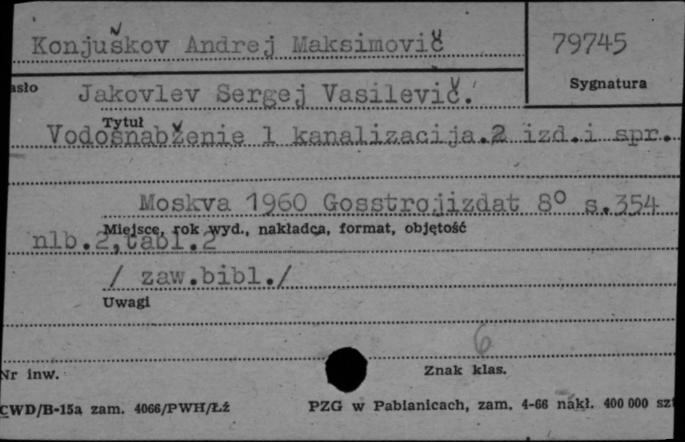 Konjuškov Andrej Maksimovič 79745
asło Sygnatura
Jakovlev Sergej Vasilevič.
Tytuł
Vodosnabženie 1 kanalizacija.2 izd.i spr.
Moskva 1960 Gosstrojizdat 8° s.354
Miejsce, rok wyd., nakładca, format, objętość
nlb.2,tabl.2
/ zaw.bibl./
Uwagi
6
Nr inw. Znak klas.
CWD/B-15a zam. 4066/PWH/Łź PZG w Pabianicach, zam. 4-66 nakł. 400 000 szt